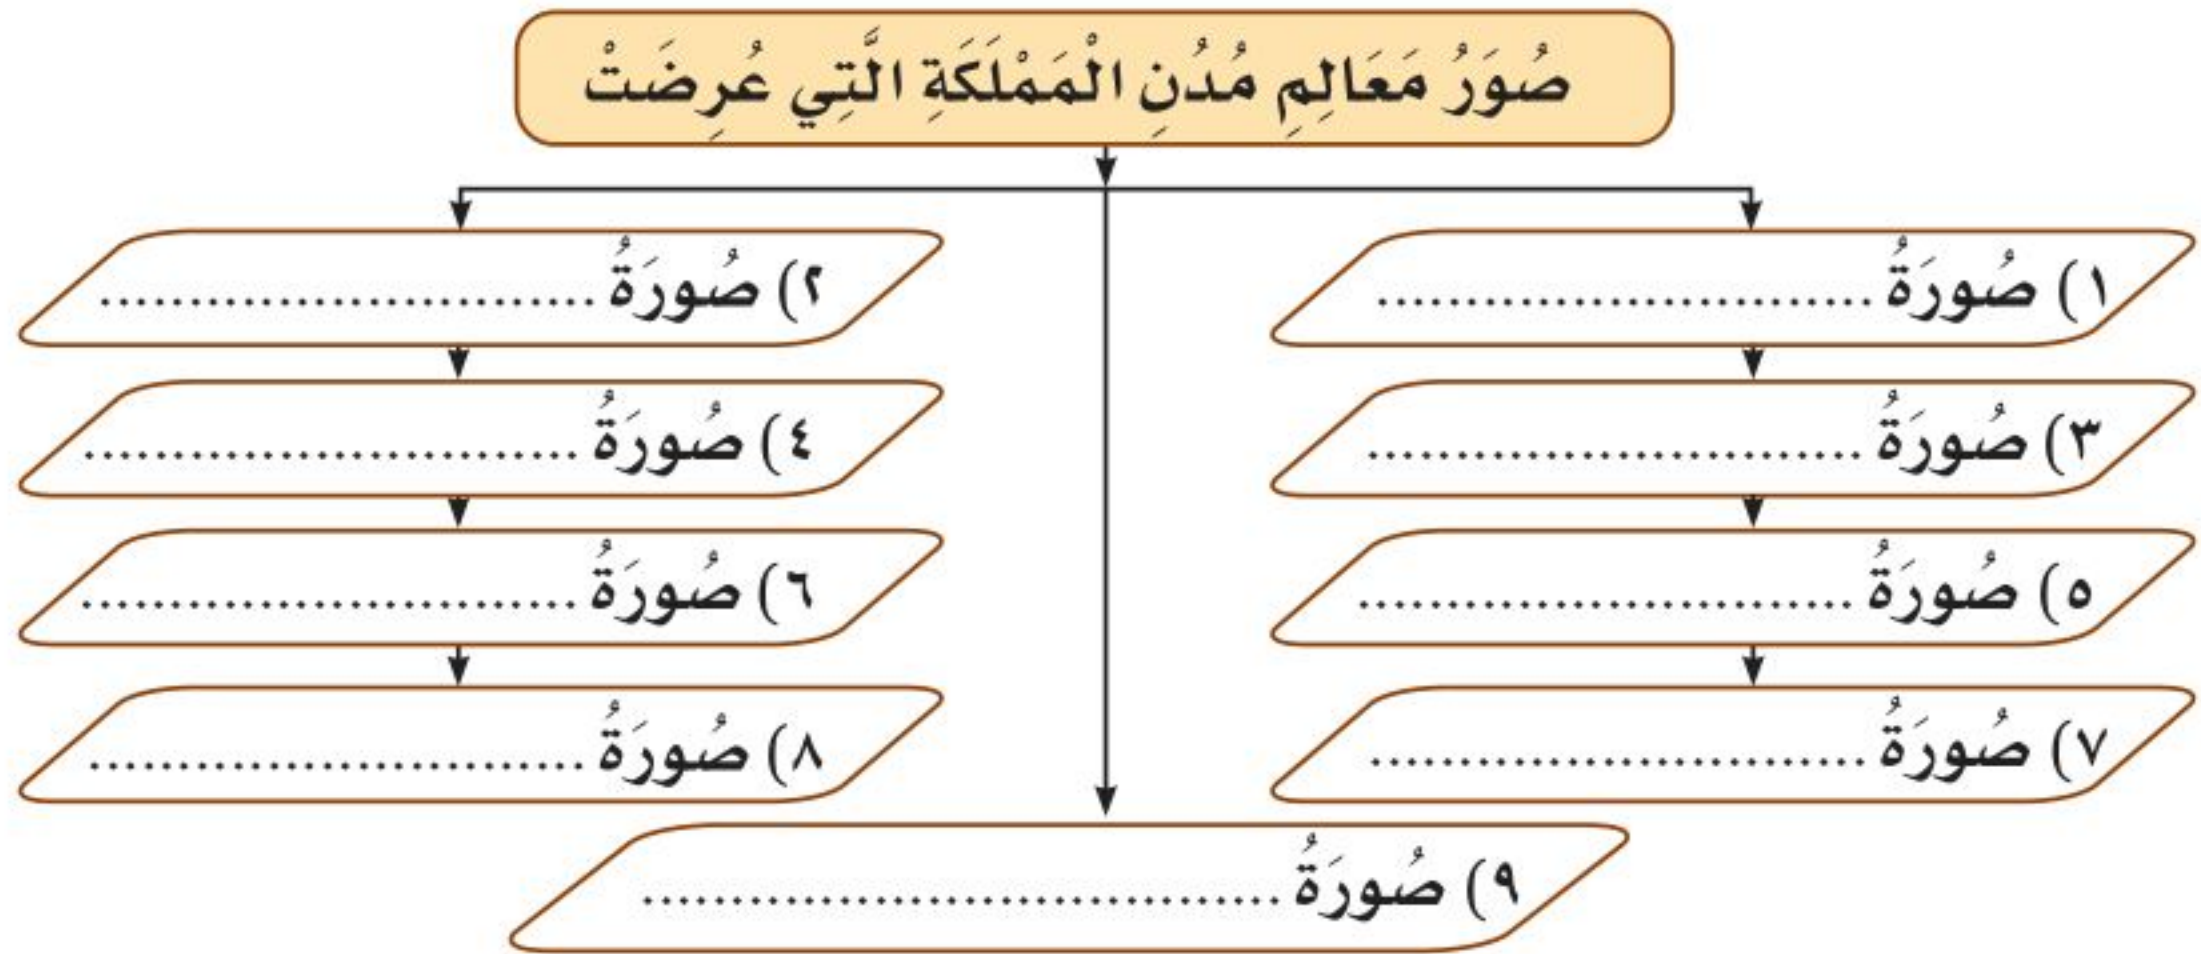 صُوَرُ مَعَالِمِ مُدُنِ الْمَمْلَكَةِ الَّتِي عُرِضَتْ
١) صُورَةُ ...........................
٢) صُورَةُ ...........................
٣) صُورَةُ ...........................
٤) صُورَةُ ...........................
٥) صُورَةُ ...........................
٦) صُورَةُ ...........................
٧) صُورَةُ ...........................
٨) صُورَةُ ...........................
٩) صُورَةُ ...................................